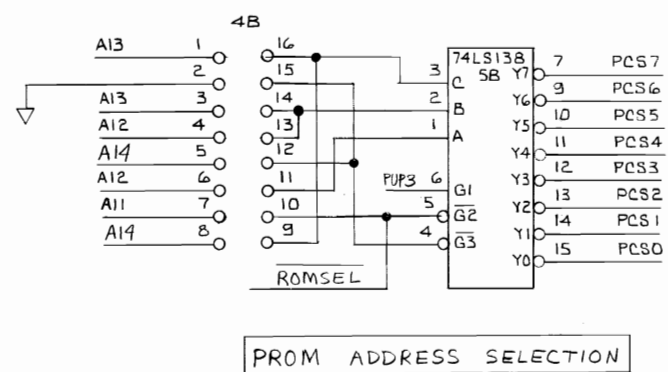 4B
A13 1 16
2 15
A13 3 14
A12 4 13
A14 5 12
A12 6 11
A11 7 10
A14 8 9
ROMSEL
74LS138
5B
3 C
2 B
1 A
PUP3 6 G1
5 G2
4 G3
Y7 7 PCS7
Y6 9 PCS6
Y5 10 PCS5
Y4 11 PCS4
Y3 12 PCS3
Y2 13 PCS2
Y1 14 PCS1
Y0 15 PCS0
PROM ADDRESS SELECTION